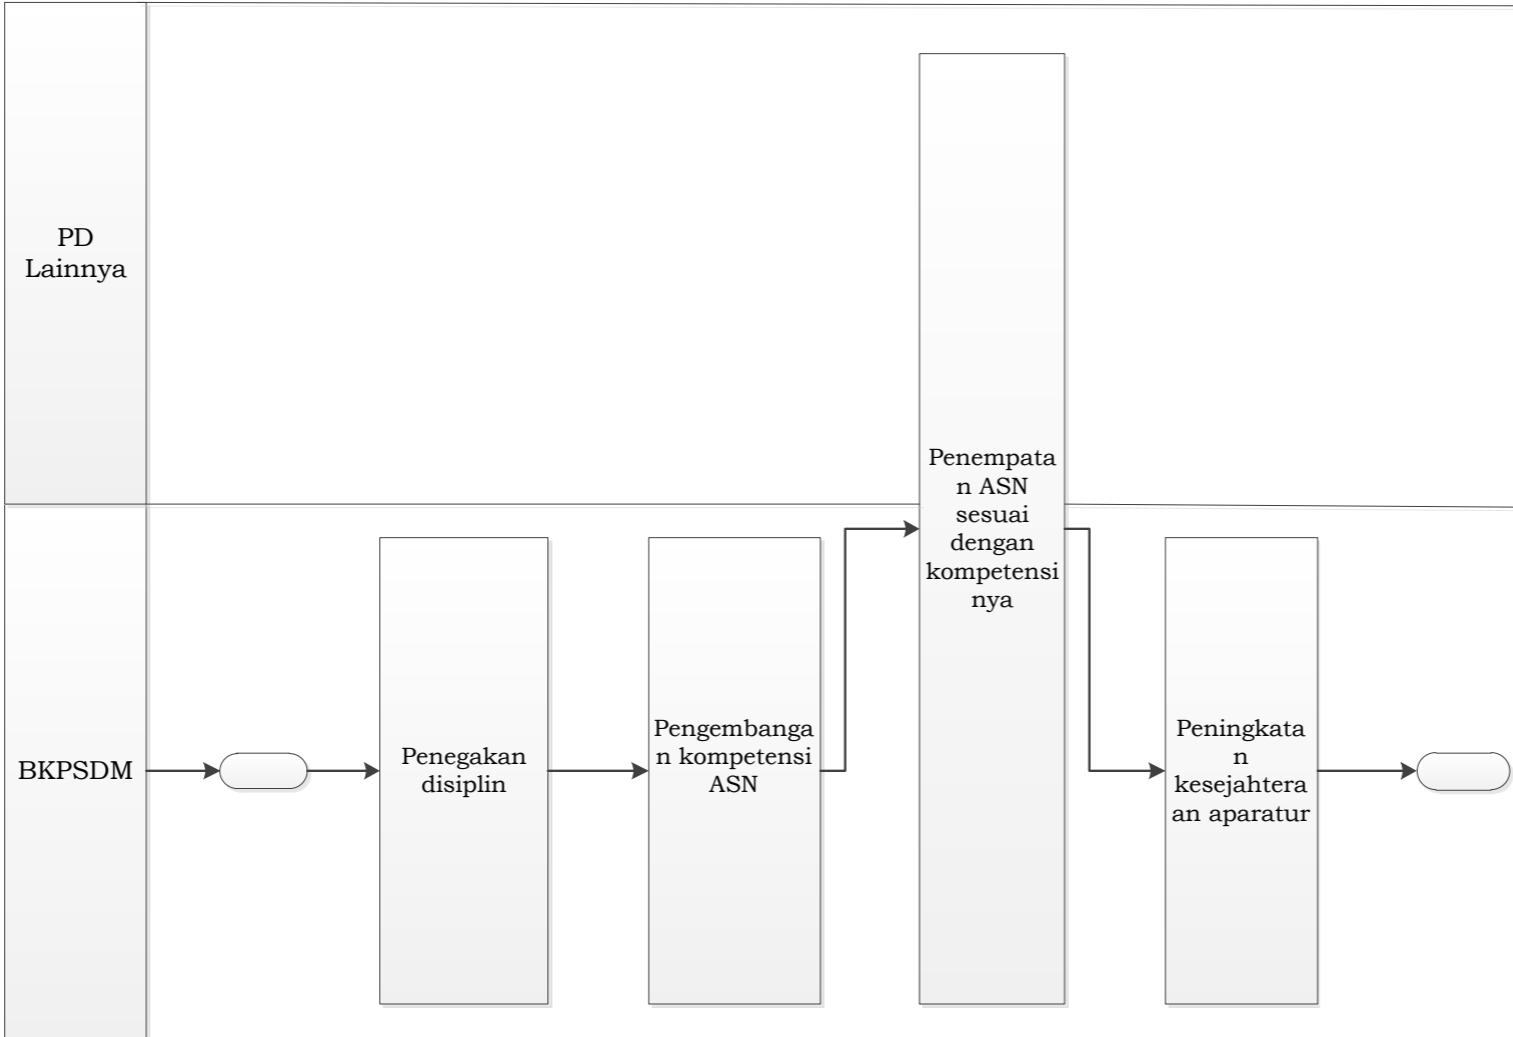 PD
Lainnya
Penempata
n ASN
sesuai
dengan
kompetensi
nya
BKPSDM
Penegakan
disiplin
Pengembanga
n kompetensi
ASN
Peningkata
n
kesejahtera
an aparatur